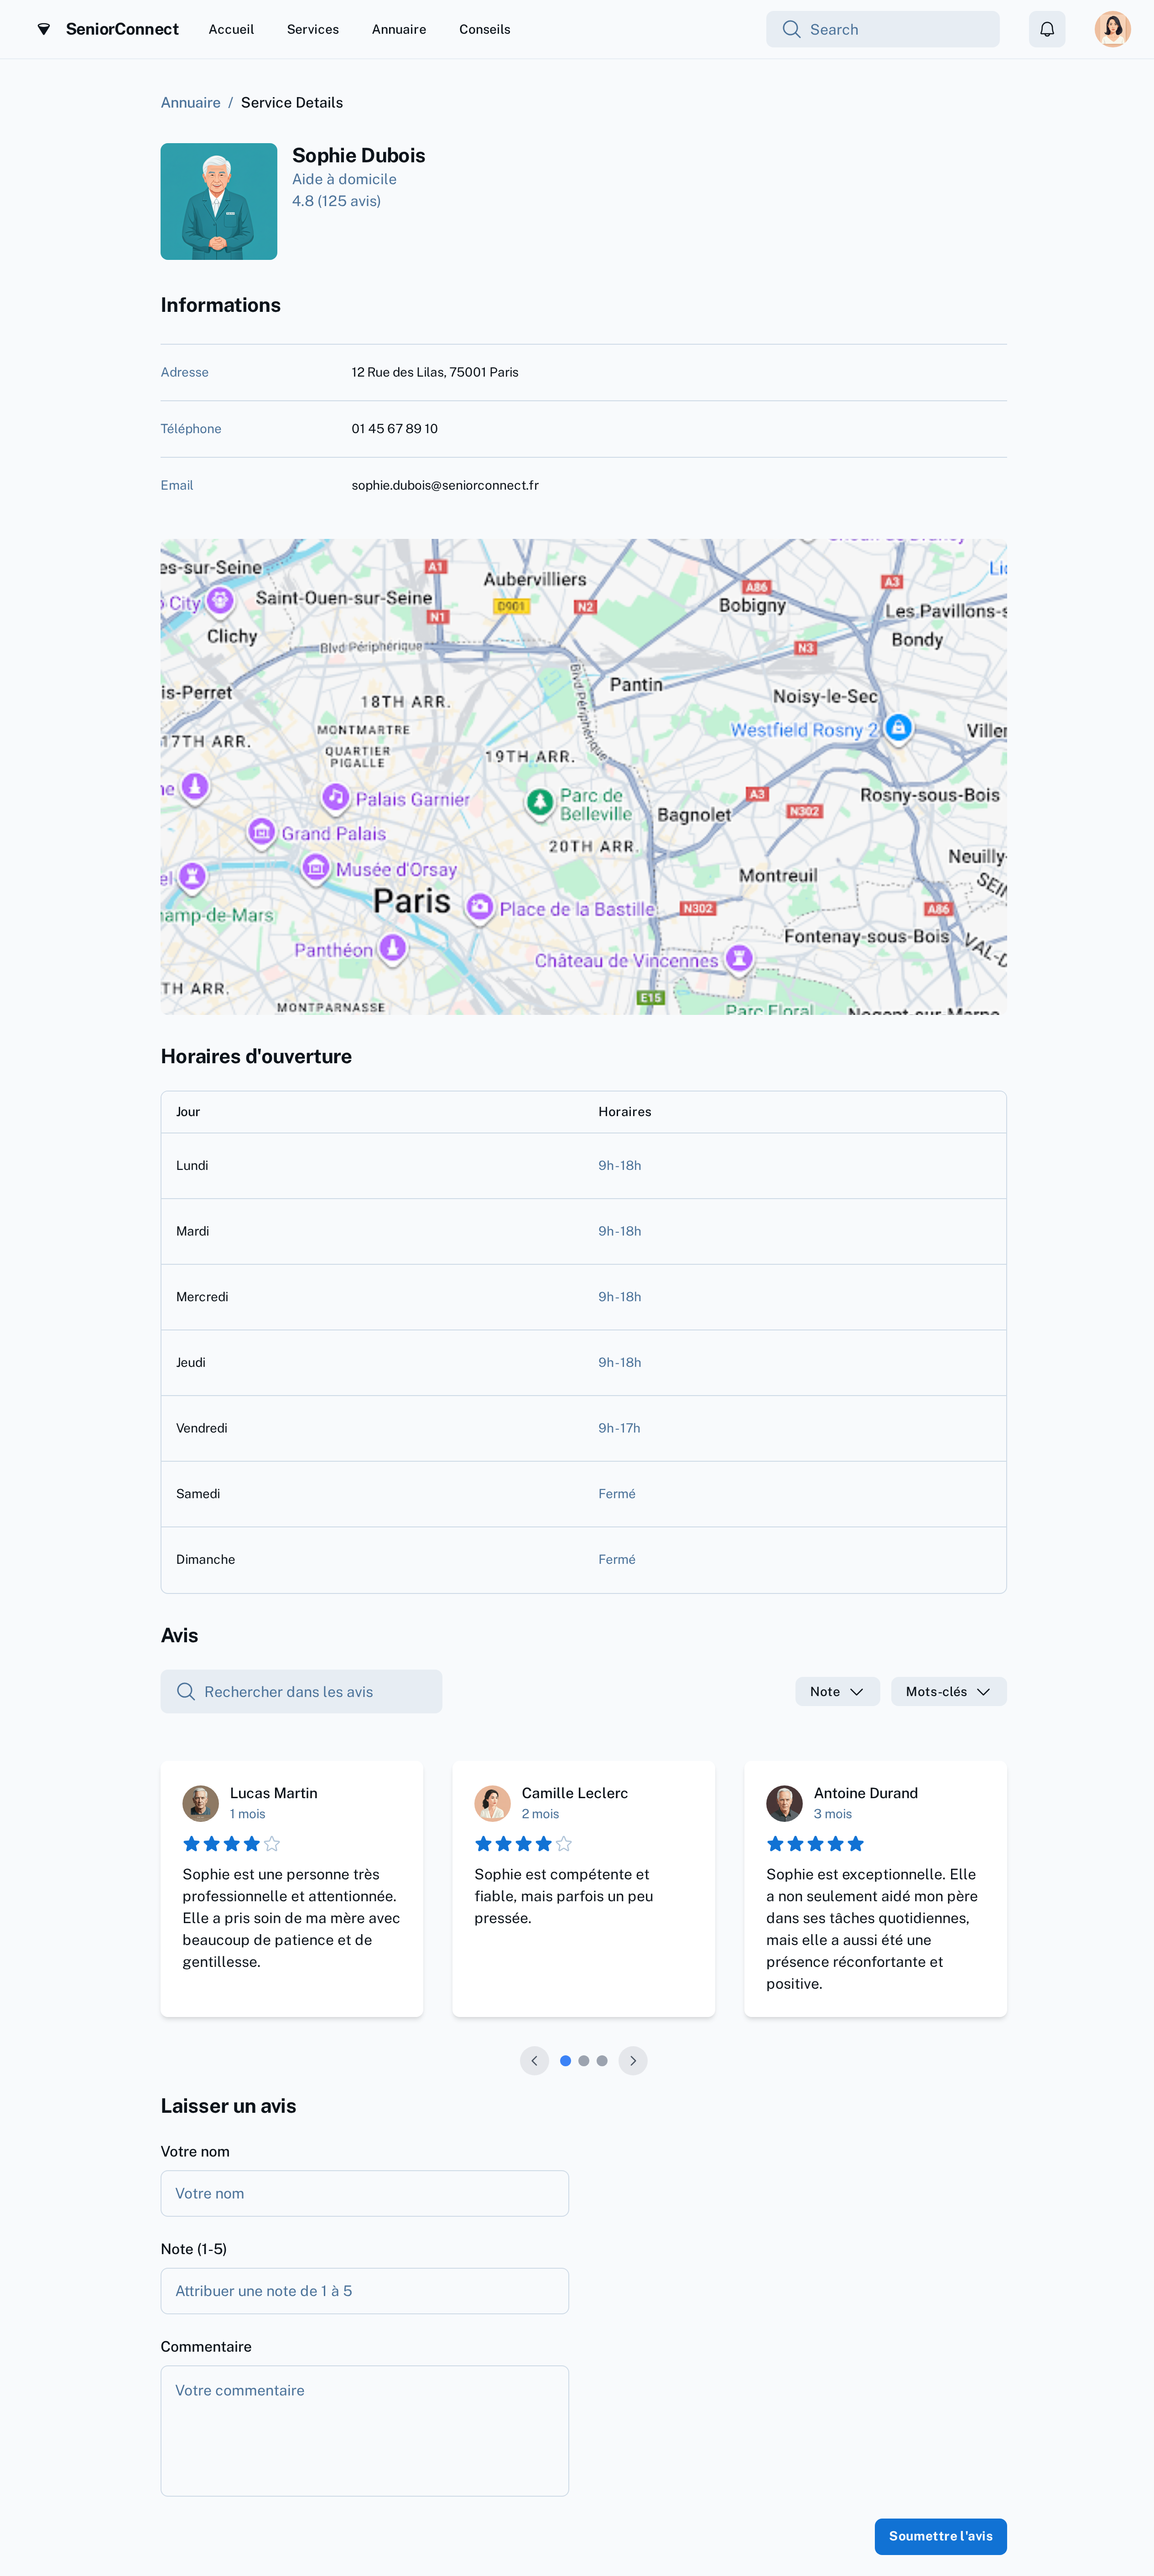 SeniorConnect
Accueil
Services
Annuaire
Conseils
Search
Annuaire / Service Details
Sophie Dubois
Aide à domicile
4.8 (125 avis)
Informations
Adresse
12 Rue des Lilas, 75001 Paris
Téléphone
01 45 67 89 10
Email
sophie.dubois@seniorconnect.fr
es-sur-Seine
A1
Aubervilliers
A86
A3
City
Saint-Ouen-sur-Seine
D901
N2
Bobigny
Les Pavillons-s
N1
Clichy
Blvd Périphérique
N3
Bondy
is-Perret
Blvd Périphérique
Pantin
Noisy-le-Sec
18TH ARR.
Westfield Rosny 2
Viller
17TH ARR.
MONTMARTRE
QUARTIER
PIGALLE
19TH ARR.
Palais Garnier
Parc de
Belleville
A3
Rosny-sous-Bois
N302
Bagnolet
Grand Palais
20TH ARR.
Neuilly-
Musée d'Orsay
Montreuil
SEIN
Paris
Place de la Bastille
N302
A86
hamp-de-Mars
Fontenay-sous-Bois
VAL-D
Panthéon
Château de Vincennes
TH ARR.
E15
MONTPARNASSE
Parc Floral
Nogent-sur-Marne
Horaires d'ouverture
Jour
Horaires
Lundi
9h-18h
Mardi
9h-18h
Mercredi
9h-18h
Jeudi
9h-18h
Vendredi
9h-17h
Samedi
Fermé
Dimanche
Fermé
Avis
Rechercher dans les avis
Note
Mots-clés
Lucas Martin
1 mois
Sophie est une personne très
professionnelle et attentionnée.
Elle a pris soin de ma mère avec
beaucoup de patience et de
gentillesse.
Camille Leclerc
2 mois
Sophie est compétente et
fiable, mais parfois un peu
pressée.
Antoine Durand
3 mois
Sophie est exceptionnelle. Elle
a non seulement aidé mon père
dans ses tâches quotidiennes,
mais elle a aussi été une
présence réconfortante et
positive.
Laisser un avis
Votre nom
Votre nom
Note (1-5)
Attribuer une note de 1 à 5
Commentaire
Votre commentaire
Soumettre l'avis